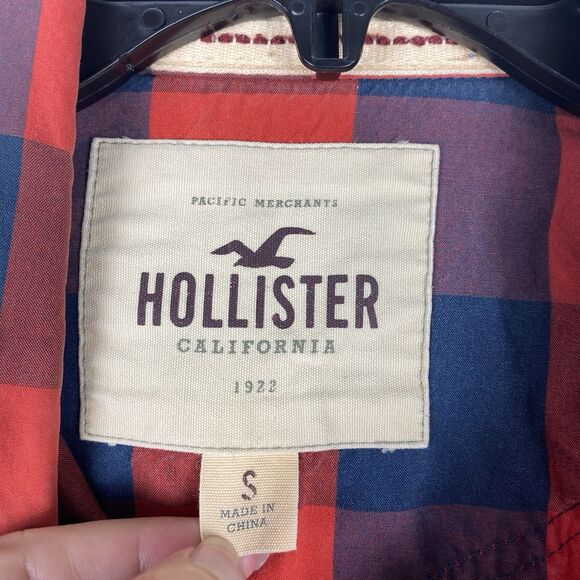 PACIFIC MERCHANTS
HOLLISTER
CALIFORNIA
1922
S
MADE IN
CHINA